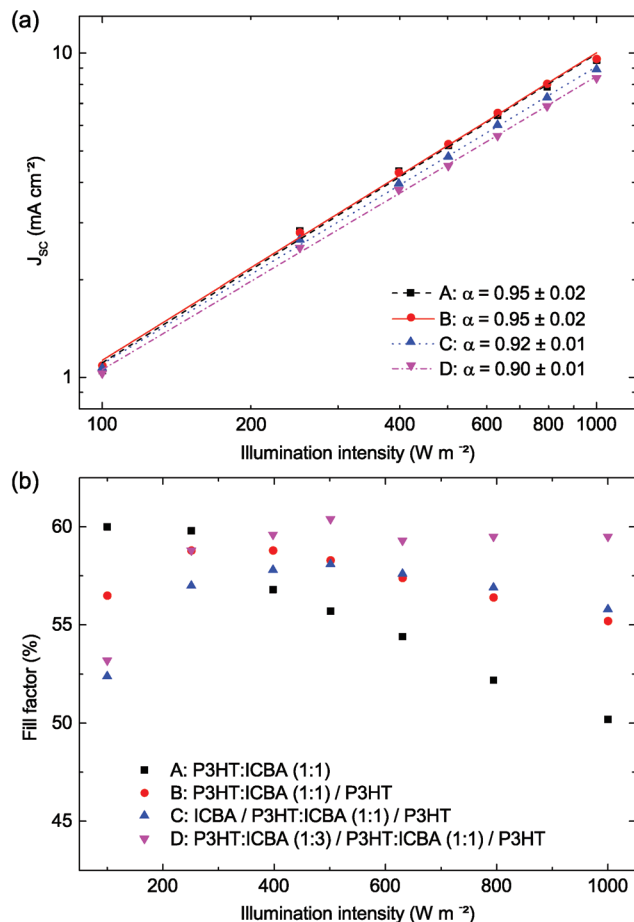 (a)
10
1
J_SC (mA cm⁻²)
A: α = 0.95 ± 0.02
B: α = 0.95 ± 0.02
C: α = 0.92 ± 0.01
D: α = 0.90 ± 0.01
100 200 400 600 800 1000
Illumination intensity (W m⁻²)
(b)
60
55
50
45
Fill factor (%)
A: P3HT:ICBA (1:1)
B: P3HT:ICBA (1:1) / P3HT
C: ICBA / P3HT:ICBA (1:1) / P3HT
D: P3HT:ICBA (1:3) / P3HT:ICBA (1:1) / P3HT
200 400 600 800 1000
Illumination intensity (W m⁻²)